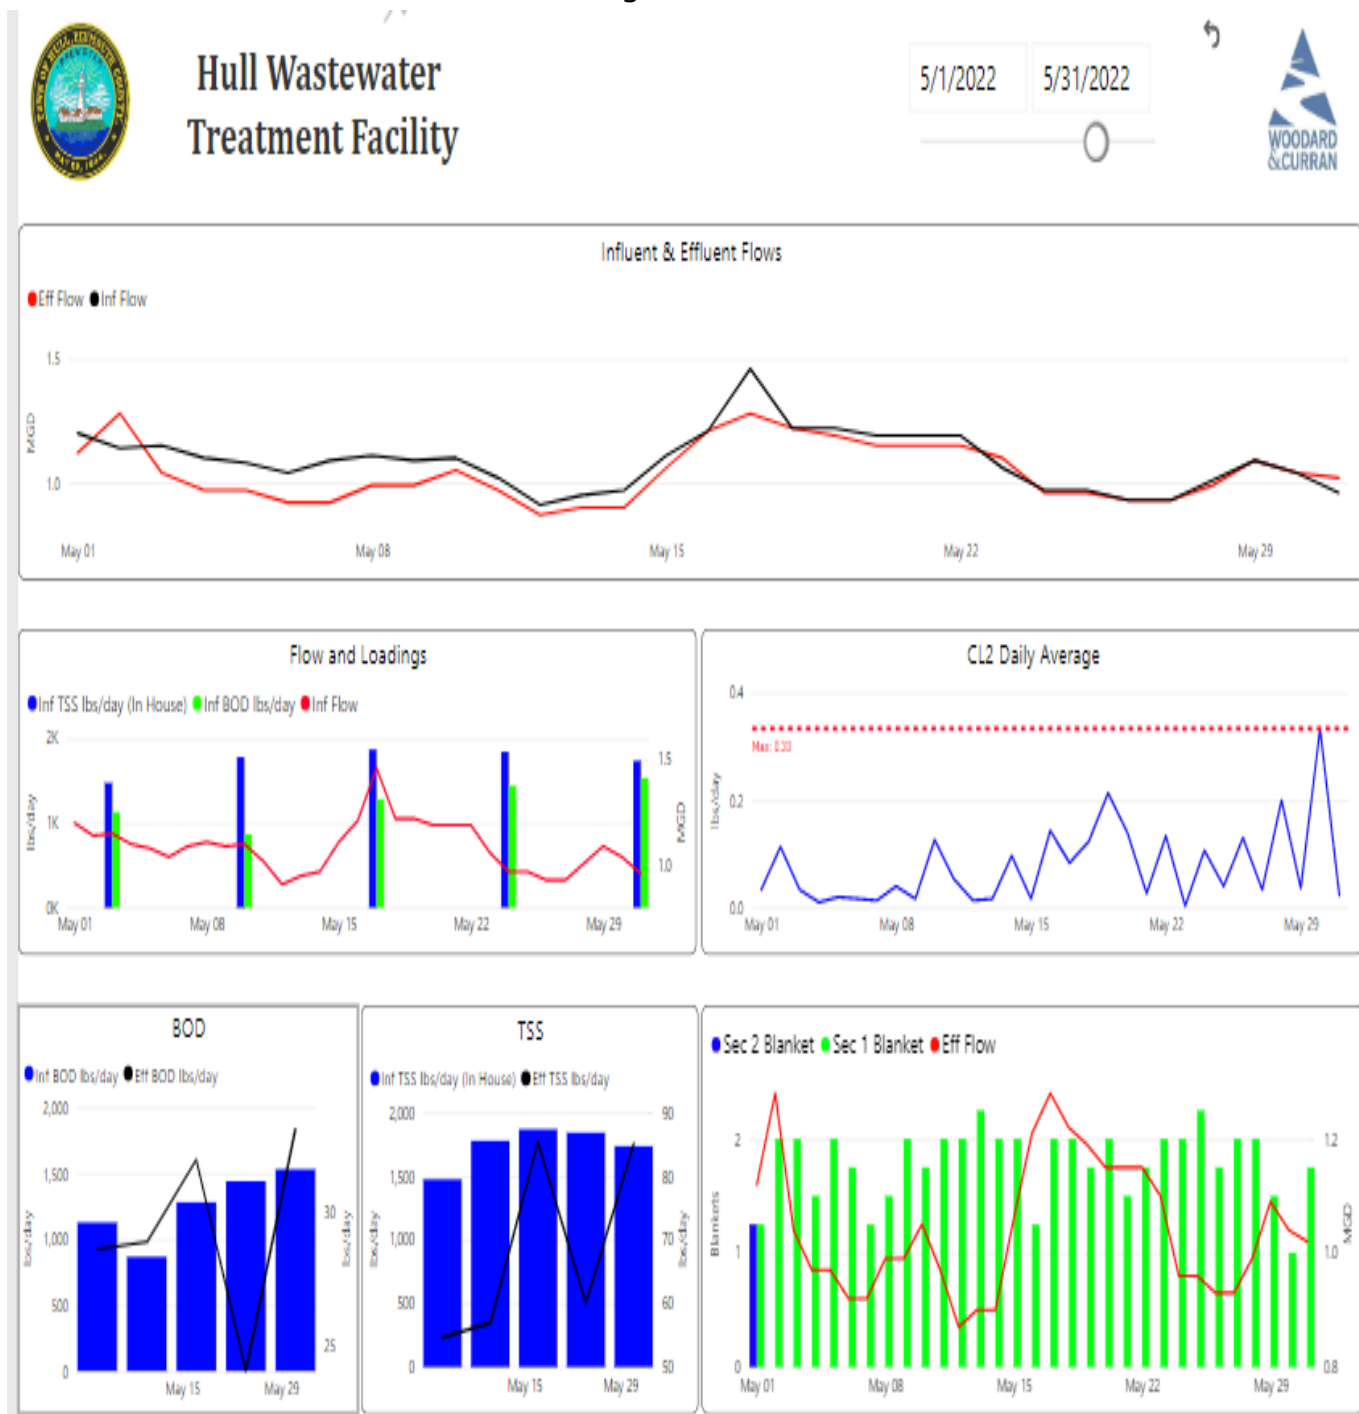 Hull Wastewater
Treatment Facility
5/1/2022
5/31/2022
WOODARD
&CURRAN
Influent & Effluent Flows
Eff Flow Inf Flow
1.5
MGD
1.0
May 01 May 08 May 15 May 22 May 29
Flow and Loadings
Inf TSS lbs/day (In House) Inf BOD lbs/day Inf Flow
2K
1.5
lbs/day
1K
MGD
1.0
0K
May 01 May 08 May 15 May 22 May 29
CL2 Daily Average
0.4
Max: 0.33
lbs/day
0.2
0.0
May 01 May 08 May 15 May 22 May 29
BOD
Inf BOD lbs/day Eff BOD lbs/day
2,000
1,500
30
lbs/day
1,000
lbs/day
500
25
0
May 15 May 29
TSS
Inf TSS lbs/day (In House) Eff TSS lbs/day
2,000
90
1,500
80
lbs/day
1,000
70
lbs/day
500
60
0
50
May 15 May 29
Sec 2 Blanket Sec 1 Blanket Eff Flow
2
1.2
Blankets
1
1.0
MGD
0
0.8
May 01 May 08 May 15 May 22 May 29